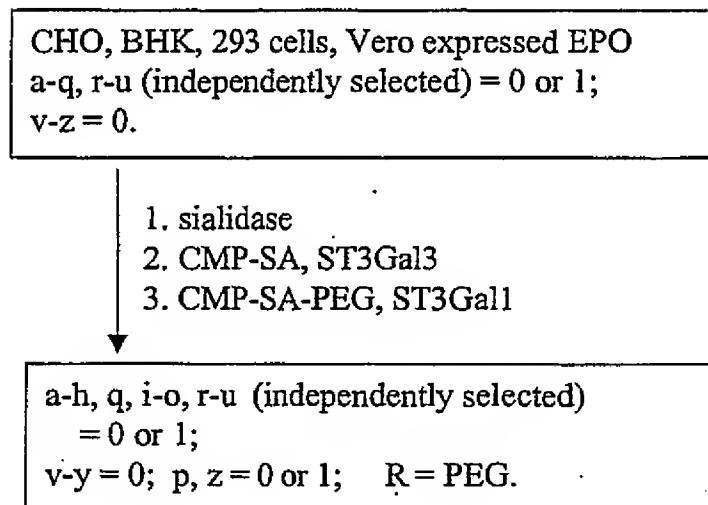 CHO, BHK, 293 cells, Vero expressed EPO
a-q, r-u (independently selected) = 0 or 1;
v-z = 0.
1. sialidase
2. CMP-SA, ST3Gal3
3. CMP-SA-PEG, ST3Gal1
a-h, q, i-o, r-u (independently selected)
= 0 or 1;
v-y = 0; p, z = 0 or 1; R = PEG.